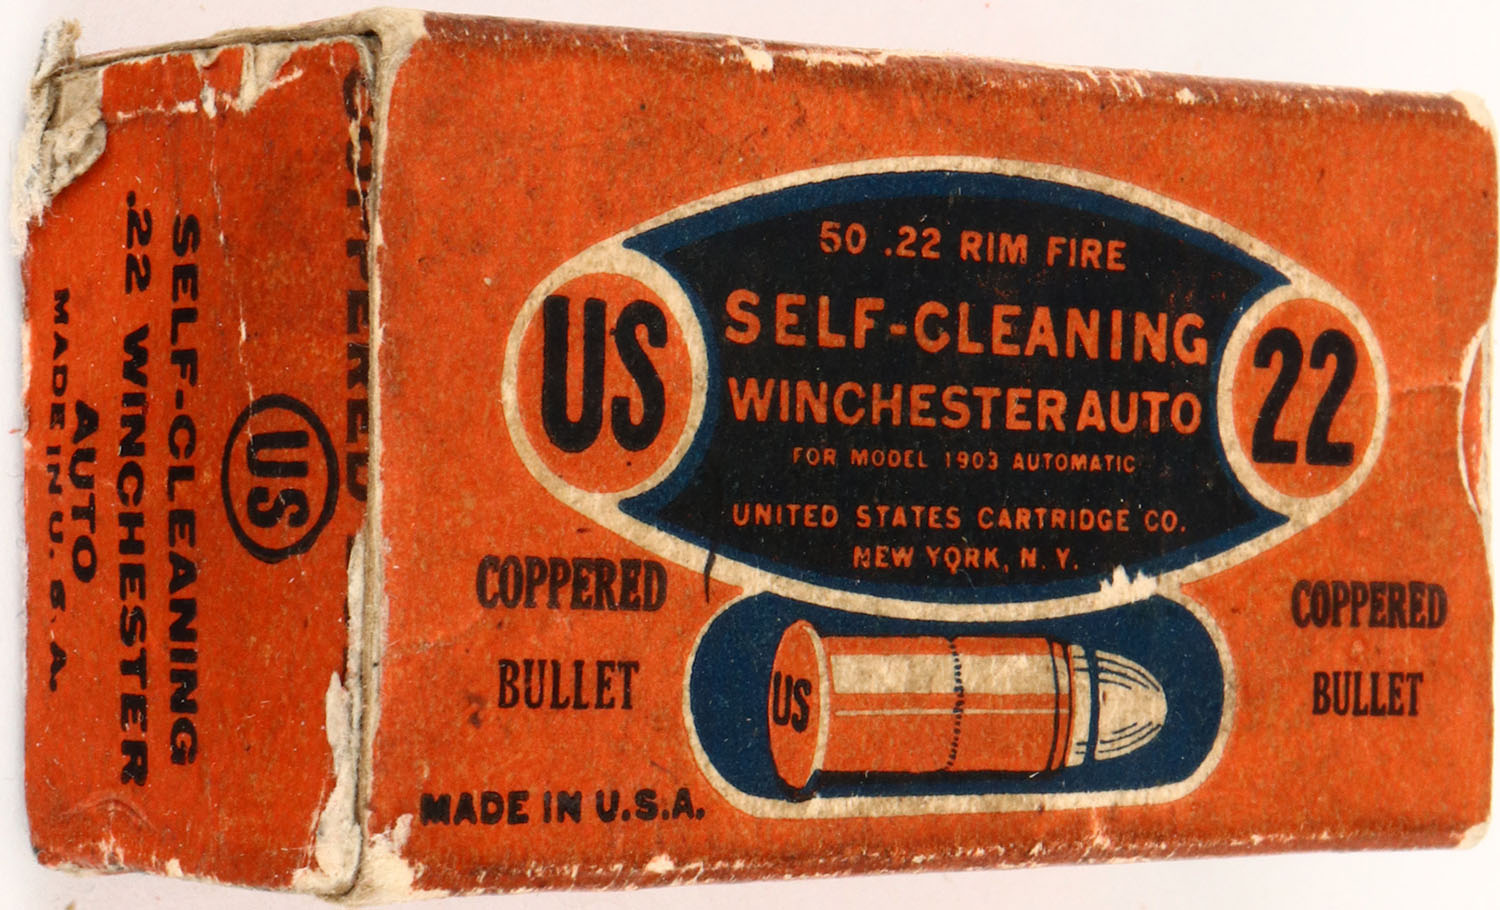 50 .22 RIM FIRE
SELF-CLEANING
WINCHESTER AUTO
FOR MODEL 1903 AUTOMATIC
UNITED STATES CARTRIDGE CO.
NEW YORK, N. Y.
US
22
COPPERED
BULLET
COPPERED
BULLET
US
MADE IN U.S.A.
COPPERED
US
SELF-CLEANING
.22 WINCHESTER
AUTO
MADE IN U. S. A.